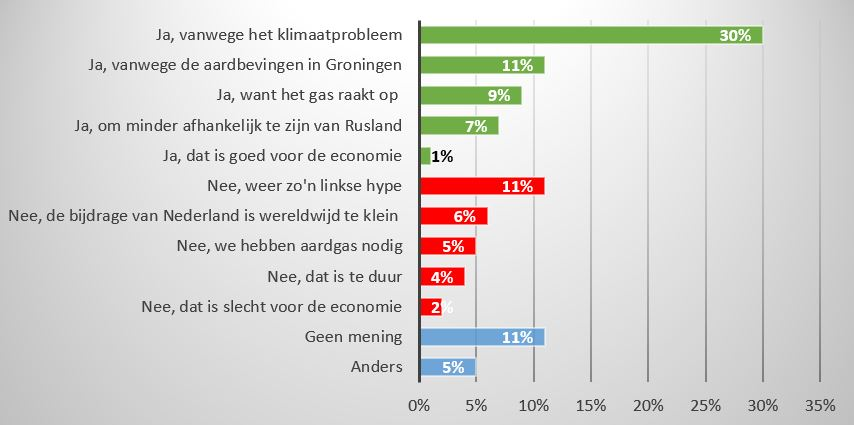 Ja, vanwege het klimaatprobleem 30%
Ja, vanwege de aardbevingen in Groningen 11%
Ja, want het gas raakt op 9%
Ja, om minder afhankelijk te zijn van Rusland 7%
Ja, dat is goed voor de economie 1%
Nee, weer zo'n linkse hype 11%
Nee, de bijdrage van Nederland is wereldwijd te klein 6%
Nee, we hebben aardgas nodig 5%
Nee, dat is te duur 4%
Nee, dat is slecht voor de economie 2%
Geen mening 11%
Anders 5%
0% 5% 10% 15% 20% 25% 30% 35%